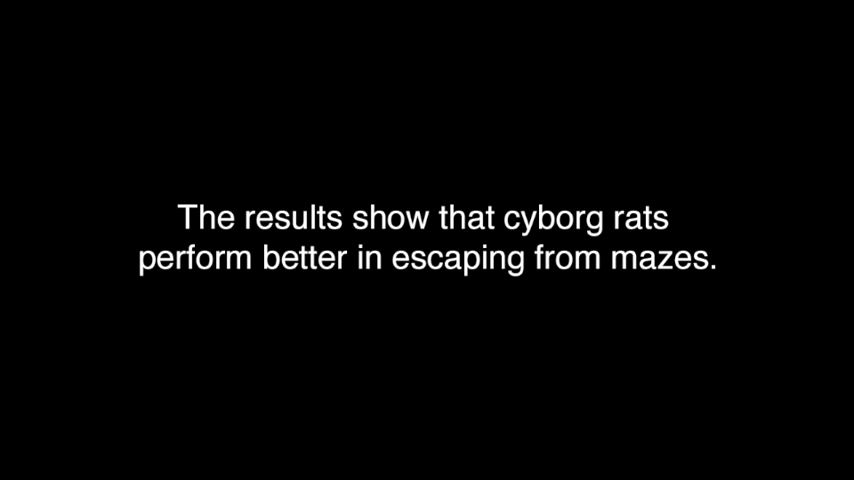 The results show that cyborg rats
perform better in escaping from mazes.